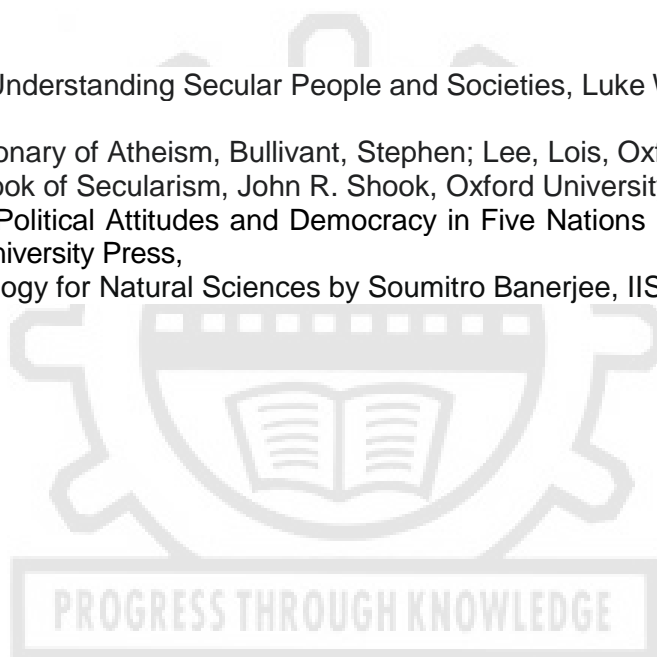 Understanding Secular People and Societies, Luke
onary of Atheism, Bullivant, Stephen; Lee, Lois, Ox
ook of Secularism, John R. Shook, Oxford Universit
Political Attitudes and Democracy in Five Nations
niversity Press,
ogy for Natural Sciences by Soumitro Banerjee, IIS
PROGRESS THROUGH KNOWLEDGE